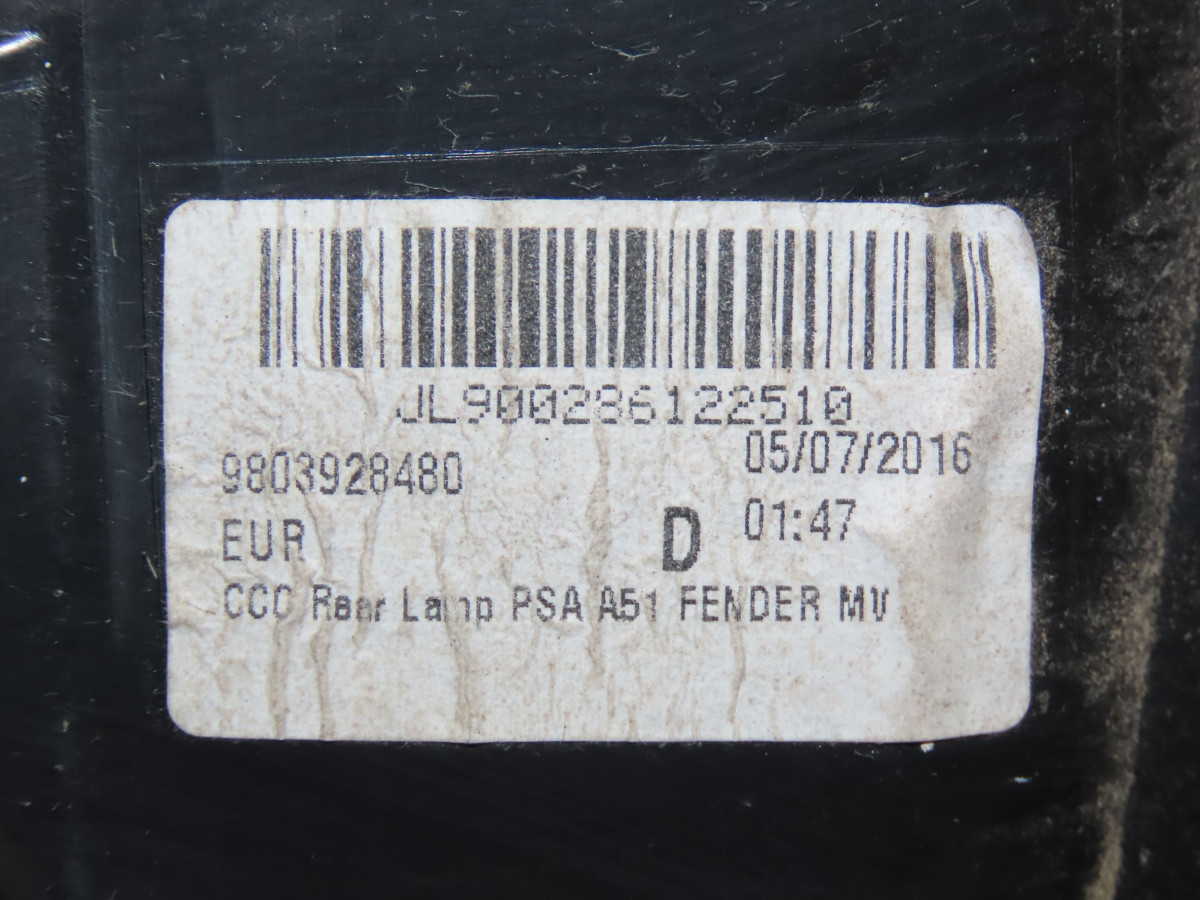 JL900286122510
9803928480
05/07/2016
EUR
D
01:47
CCC Rear Lamp PSA A51 FENDER MV